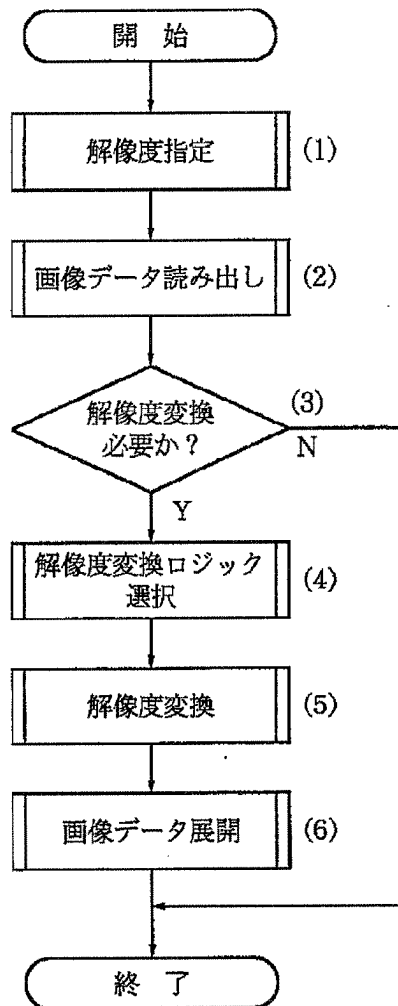 開 始
解像度指定 (1)
画像データ読み出し (2)
解像度変換
必要か？
(3)
N
Y
解像度変換ロジック
選択
(4)
解像度変換 (5)
画像データ展開 (6)
終 了